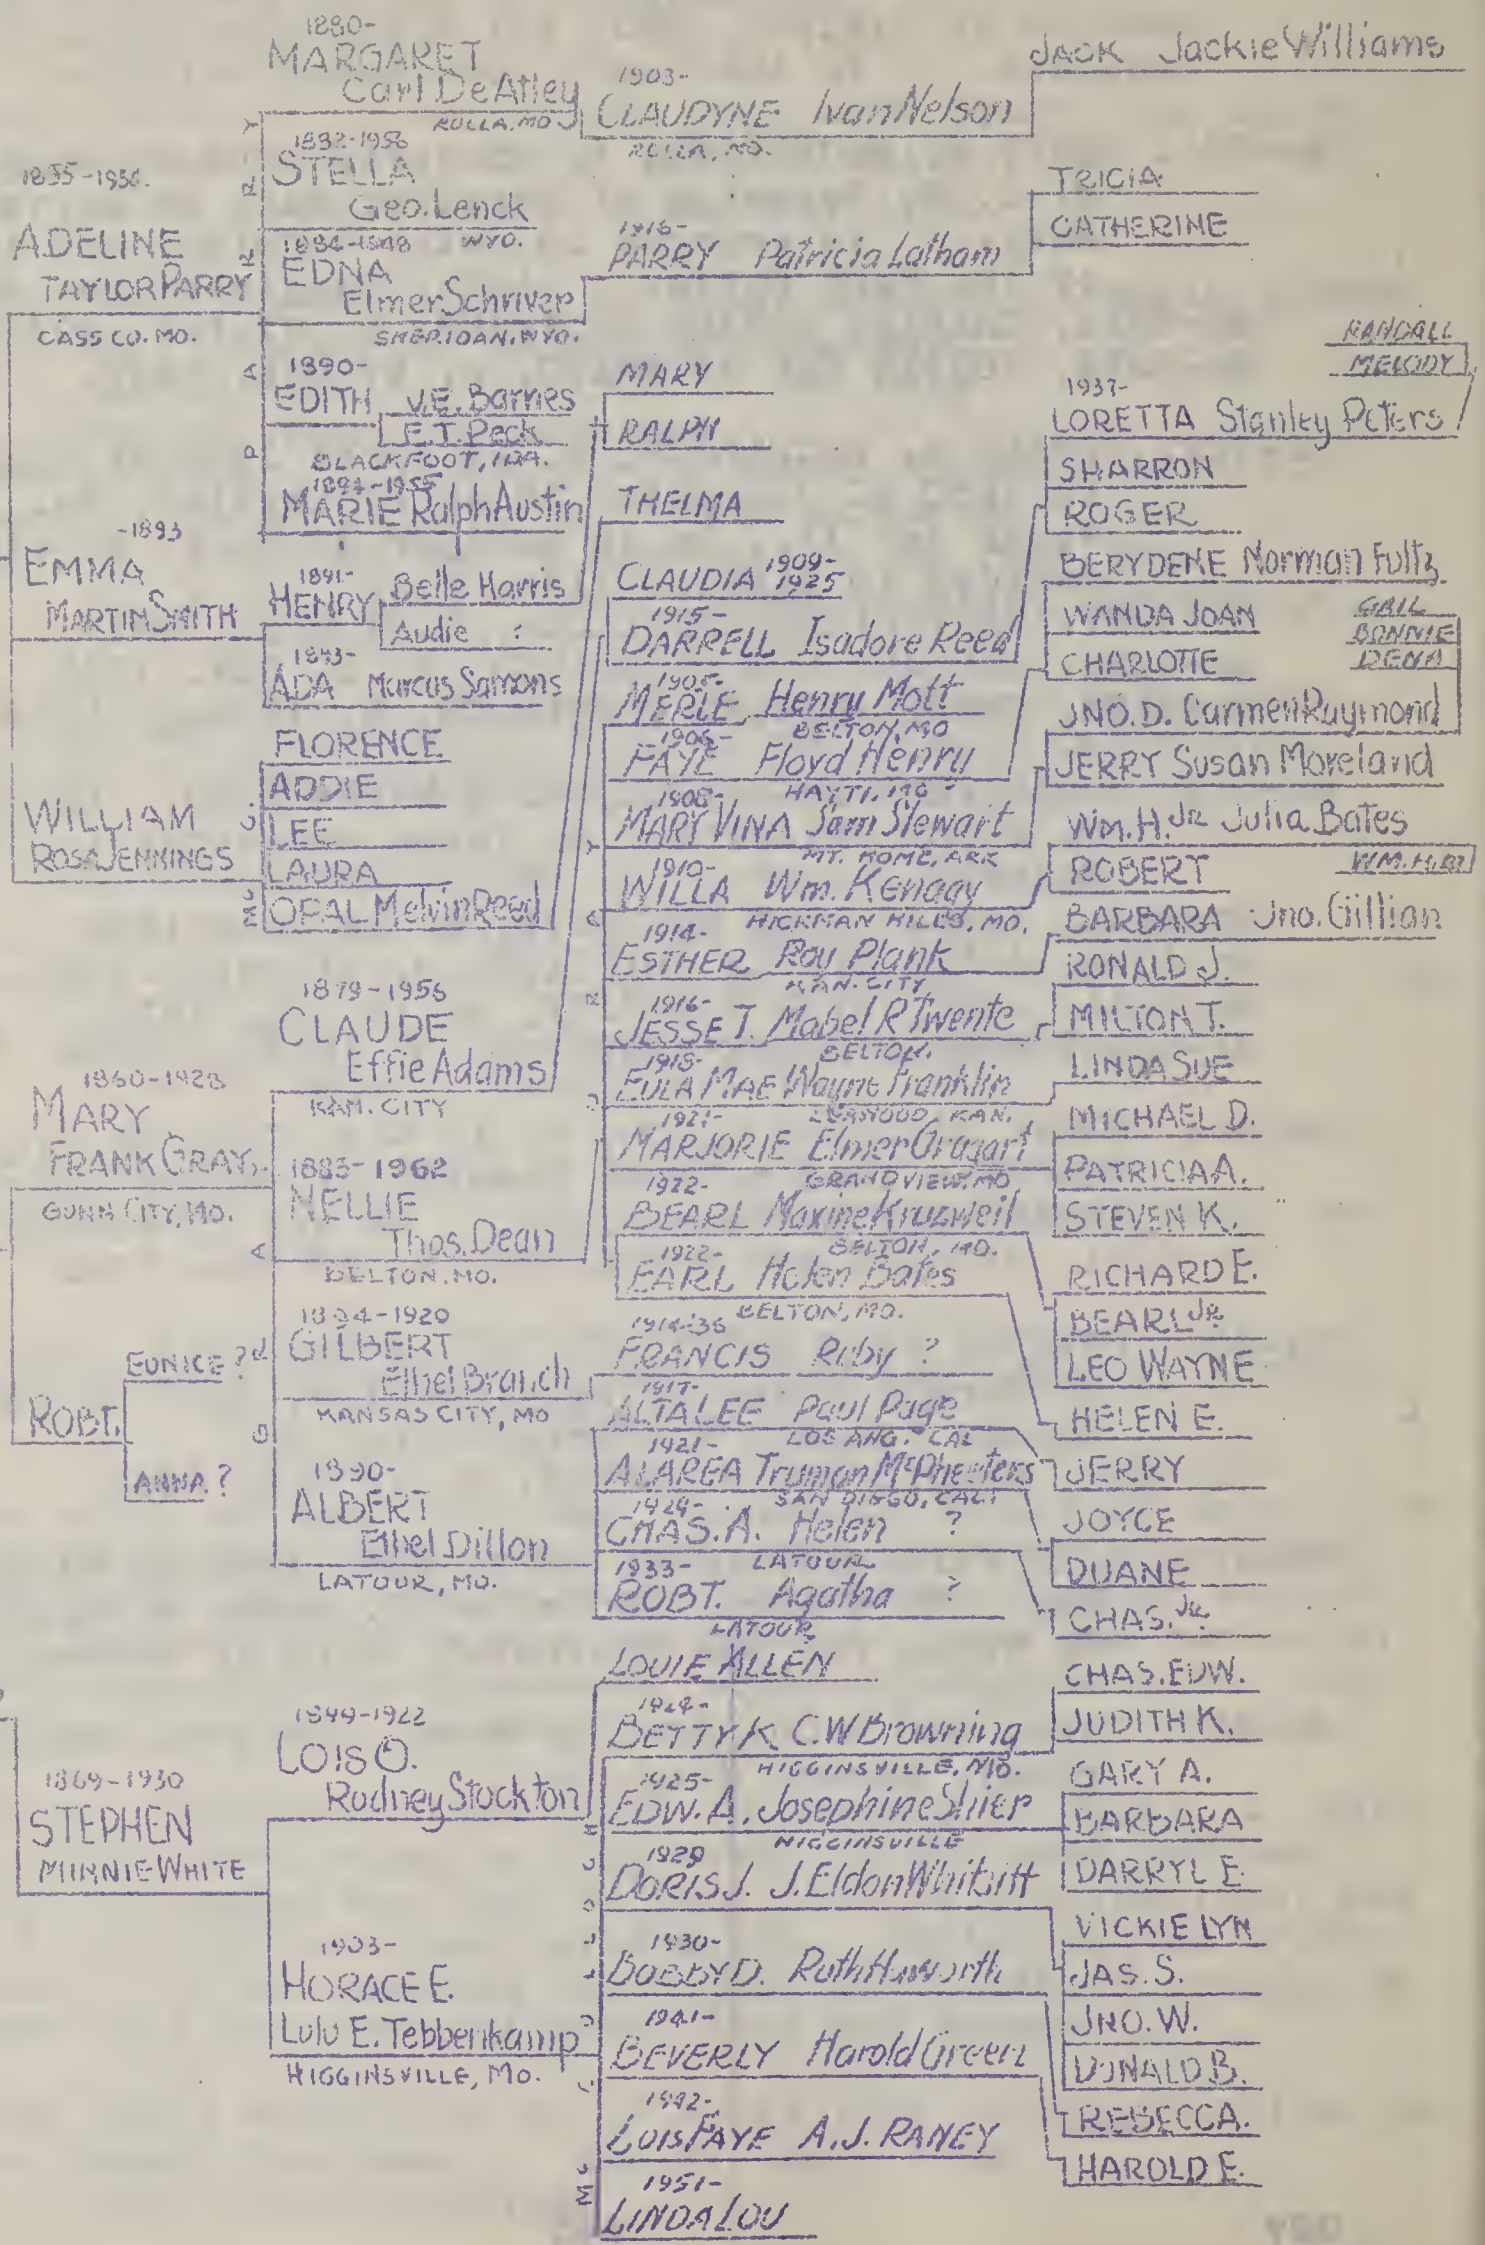 1855-1956.
ADELINE
TAYLOR PARRY
CASS CO. MO.
-1893
EMMA
MARTIN SMITH
WILLIAM
ROSA JENNINGS
1860-1928
MARY
FRANK GRAY
GUNN CITY, MO.
ROBT.
EUNICE ?
ANNA ?
1869-1930
STEPHEN
MINNIE WHITE
PARRY
1880-
MARGARET
Carl DeAtley
ROLLA, MO
1882-1956
STELLA
Geo. Lenck
WYO.
1884-1948
EDNA
Elmer Schriver
SHERIDAN, WYO.
1890-
EDITH V.E. Barnes
E.T. Peck
BLACKFOOT, IDA.
1894-1955
MARIE Ralph Austin
1891-
HENRY Belle Harris
Audie ?
1893-
ADA Marcus Samons
MCC.
FLORENCE
ADDIE
LEE
LAURA
OPAL Melvin Reed
GRAY
1879-1956
CLAUDE
Effie Adams
KAN. CITY
1883-1962
NELLIE
Thos. Dean
BELTON, MO.
-1920
GILBERT
Ethel Branch
KANSAS CITY, MO
1890-
ALBERT
Ethel Dillon
LATOUR, MO.
-1922
LOIS O.
Rodney Stockton
1903-
HORACE E.
Lulu E. Tebbenkamp
HIGGINSVILLE, MO.
1903-
CLAUDYNE Ivan Nelson
ROLLA, MO.
1916-
PARRY Patricia Latham
MARY
RALPH
THELMA
CLAUDIA 1909-
1925
1915-
DARRELL Isadore Reed
MERLE Henry Mott
BELTON, MO
1906-
FAYE Floyd Henry
HAYTI, MO
1908-
MARY VINA Sam Stewart
MT. HOME, ARK
1910-
WILLA Wm. Kenagy
HICKMAN HILLS, MO.
1914-
ESTHER Roy Plank
KAN. CITY
1916-
JESSE T. Mabel R Twente
BELTON.
1918-
EULA MAE Wayne Franklin
LEAWOOD, KAN.
1921-
MARJORIE Elmer Gragart
GRANDVIEW, MO
1922-
BEARL Maxine Kruzweil
BELTON, MO.
1922-
EARL Helen Bates
BELTON, MO.
1914-36
FRANCIS Ruby ?
1917-
ALTA LEE Paul Page
LOS ANG. CAL
1921-
ALAREA Truman McPheeters
SAN DIEGO, CALI
CHAS. A. Helen ?
LATOUR
1933-
ROBT. Agatha ?
LATOUR
LOUIE ALLEN
1924-
BETTY K C.W Browning
HIGGINSVILLE, MO.
1925-
EDW. A. Josephine Shier
HIGGINSVILLE
1929
DORIS J. J. Eldon Whitsitt
1930-
BOBBY D. Ruth Haworth
1941-
BEVERLY Harold Green
1942-
LOIS FAYE A.J. RANEY
1951-
LINDA LOU
JACK Jackie Williams
TRICIA
CATHERINE
RANDALL
MELODY
1937-
LORETTA Stanley Peters
SHARRON
ROGER
BERYDENE Norman Fultz
WANDA JOAN
GAIL
BONNIE
CHARLOTTE
DENA
JNO. D. Carmen Raymond
JERRY Susan Moreland
WM. H. JR Julia Bates
ROBERT
BARBARA Jno. Gillian
RONALD J.
MILTON T.
LINDA SUE
MICHAEL D.
PATRICIA A.
STEVEN K.
RICHARD E.
BEARL JR.
LEO WAYNE
HELEN E.
JERRY
JOYCE
DUANE
CHAS. JR.
CHAS. EDW.
JUDITH K.
GARY A.
BARBARA
DARRYL E.
VICKIE LYN
JAS. S.
JNO. W.
DONALD B.
REBECCA.
HAROLD E.